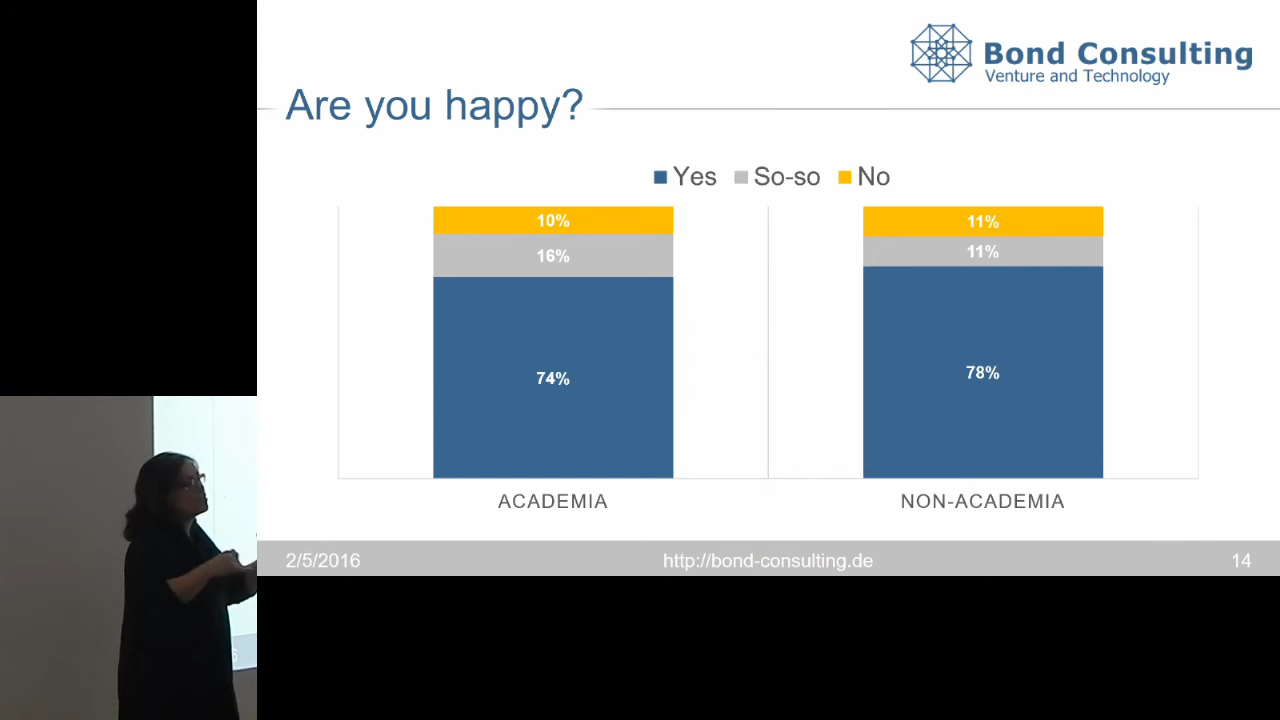 Bond Consulting
Venture and Technology
Are you happy?
Yes So-so No
10% 11%
16% 11%
74% 78%
ACADEMIA NON-ACADEMIA
2/5/2016 http://bond-consulting.de 14